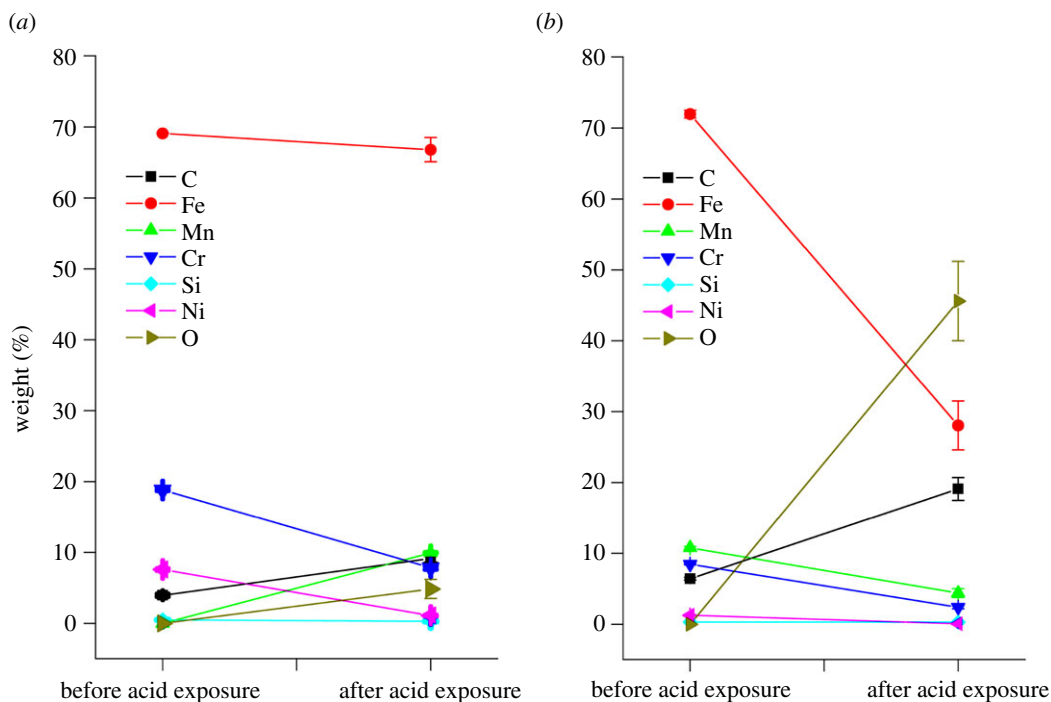 (a)
80
70
60
50
40
30
20
10
0
weight (%)
C
Fe
Mn
Cr
Si
Ni
O
before acid exposure
after acid exposure
(b)
80
70
60
50
40
30
20
10
0
C
Fe
Mn
Cr
Si
Ni
O
before acid exposure
after acid exposure